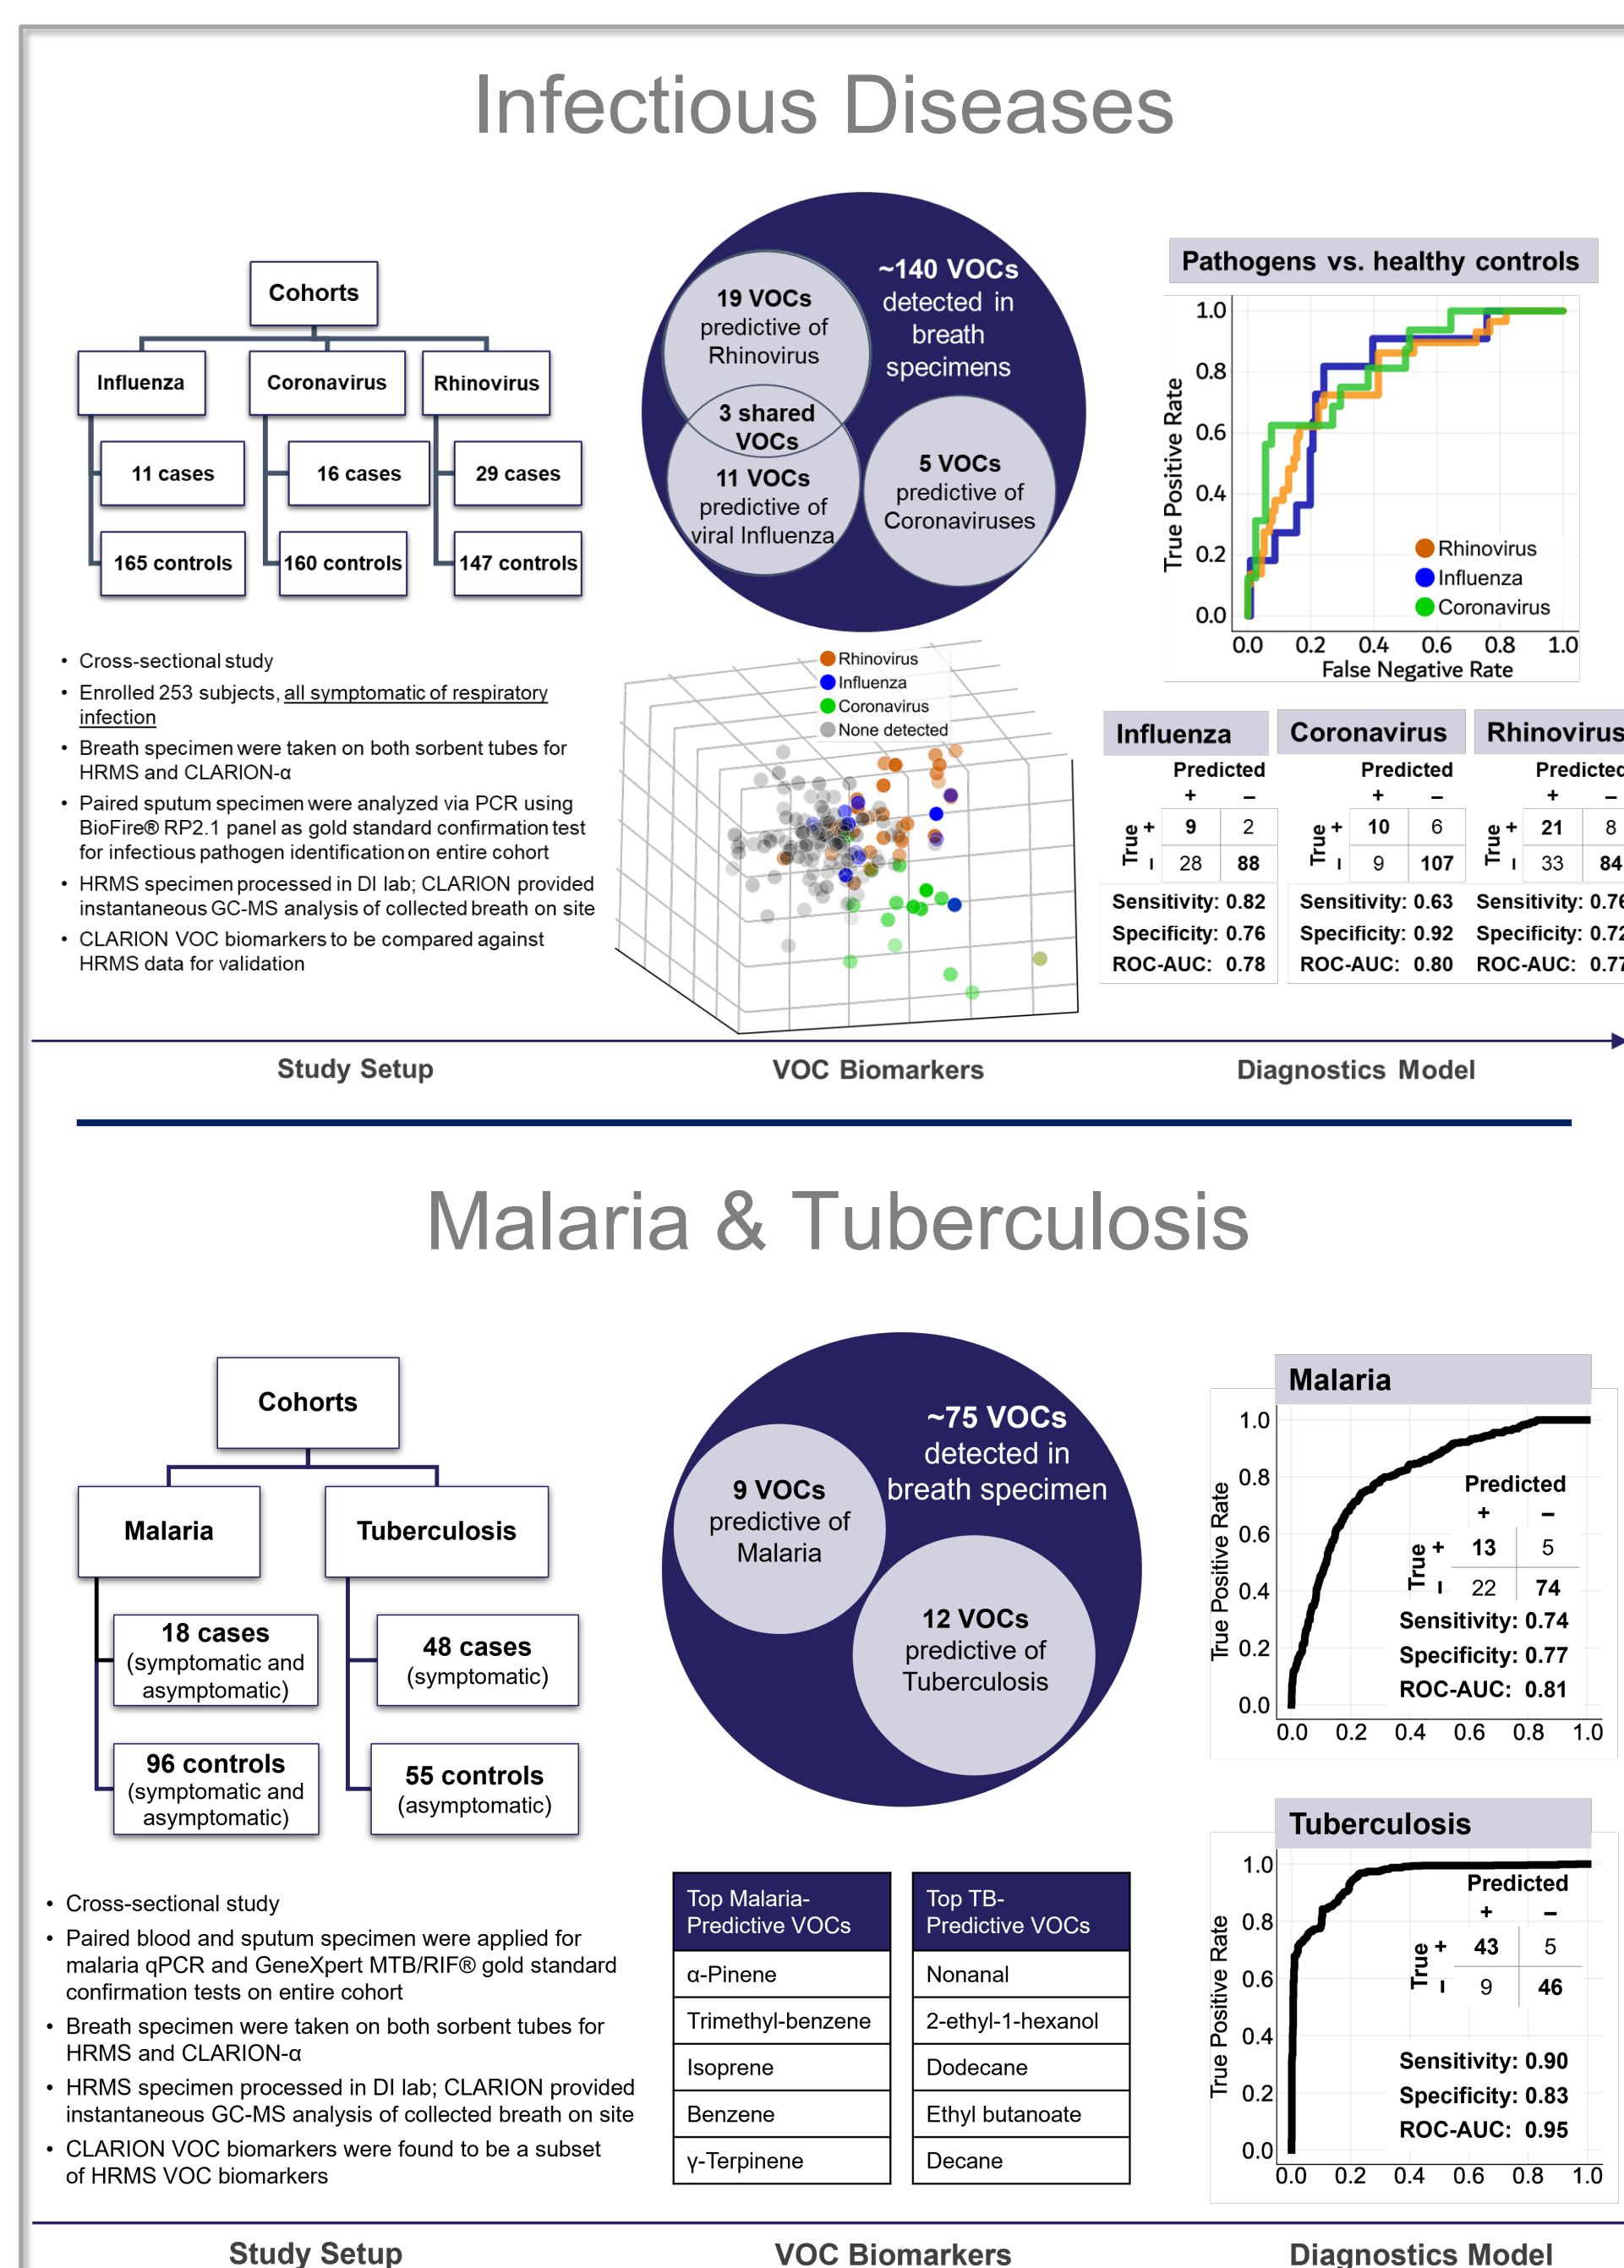 Infectious Diseases
Cohorts
Influenza
Coronavirus
Rhinovirus
11 cases
16 cases
29 cases
165 controls
160 controls
147 controls
• Cross-sectional study
• Enrolled 253 subjects, all symptomatic of respiratory
infection
• Breath specimen were taken on both sorbent tubes for
HRMS and CLARION-α
• Paired sputum specimen were analyzed via PCR using
BioFire® RP2.1 panel as gold standard confirmation test
for infectious pathogen identification on entire cohort
• HRMS specimen processed in DI lab; CLARION provided
instantaneous GC-MS analysis of collected breath on site
• CLARION VOC biomarkers to be compared against
HRMS data for validation
~140 VOCs
detected in
breath
specimens
19 VOCs
predictive of
Rhinovirus
3 shared
VOCs
11 VOCs
predictive of
viral Influenza
5 VOCs
predictive of
Coronaviruses
Rhinovirus
Influenza
Coronavirus
None detected
Pathogens vs. healthy controls
True Positive Rate
1.0
0.8
0.6
0.4
0.2
0.0
Rhinovirus
Influenza
Coronavirus
0.0 0.2 0.4 0.6 0.8 1.0
False Negative Rate
Influenza
Predicted
+ –
True
+ 9 2
– 28 88
Sensitivity: 0.82
Specificity: 0.76
ROC-AUC: 0.78
Coronavirus
Predicted
+ –
True
+ 10 6
– 9 107
Sensitivity: 0.63
Specificity: 0.92
ROC-AUC: 0.80
Rhinovirus
Predicted
+ –
True
+ 21 8
– 33 84
Sensitivity: 0.76
Specificity: 0.72
ROC-AUC: 0.77
Study Setup
VOC Biomarkers
Diagnostics Model
Malaria & Tuberculosis
Cohorts
Malaria
Tuberculosis
18 cases
(symptomatic and
asymptomatic)
48 cases
(symptomatic)
96 controls
(symptomatic and
asymptomatic)
55 controls
(asymptomatic)
• Cross-sectional study
• Paired blood and sputum specimen were applied for
malaria qPCR and GeneXpert MTB/RIF® gold standard
confirmation tests on entire cohort
• Breath specimen were taken on both sorbent tubes for
HRMS and CLARION-α
• HRMS specimen processed in DI lab; CLARION provided
instantaneous GC-MS analysis of collected breath on site
• CLARION VOC biomarkers were found to be a subset
of HRMS VOC biomarkers
~75 VOCs
detected in
breath specimen
9 VOCs
predictive of
Malaria
12 VOCs
predictive of
Tuberculosis
Top Malaria-
Predictive VOCs
α-Pinene
Trimethyl-benzene
Isoprene
Benzene
γ-Terpinene
Top TB-
Predictive VOCs
Nonanal
2-ethyl-1-hexanol
Dodecane
Ethyl butanoate
Decane
Malaria
True Positive Rate
1.0
0.8
0.6
0.4
0.2
0.0
Predicted
+ –
True
+ 13 5
– 22 74
Sensitivity: 0.74
Specificity: 0.77
ROC-AUC: 0.81
0.0 0.2 0.4 0.6 0.8 1.0
Tuberculosis
True Positive Rate
1.0
0.8
0.6
0.4
0.2
0.0
Predicted
+ –
True
+ 43 5
– 9 46
Sensitivity: 0.90
Specificity: 0.83
ROC-AUC: 0.95
0.0 0.2 0.4 0.6 0.8 1.0
Study Setup
VOC Biomarkers
Diagnostics Model